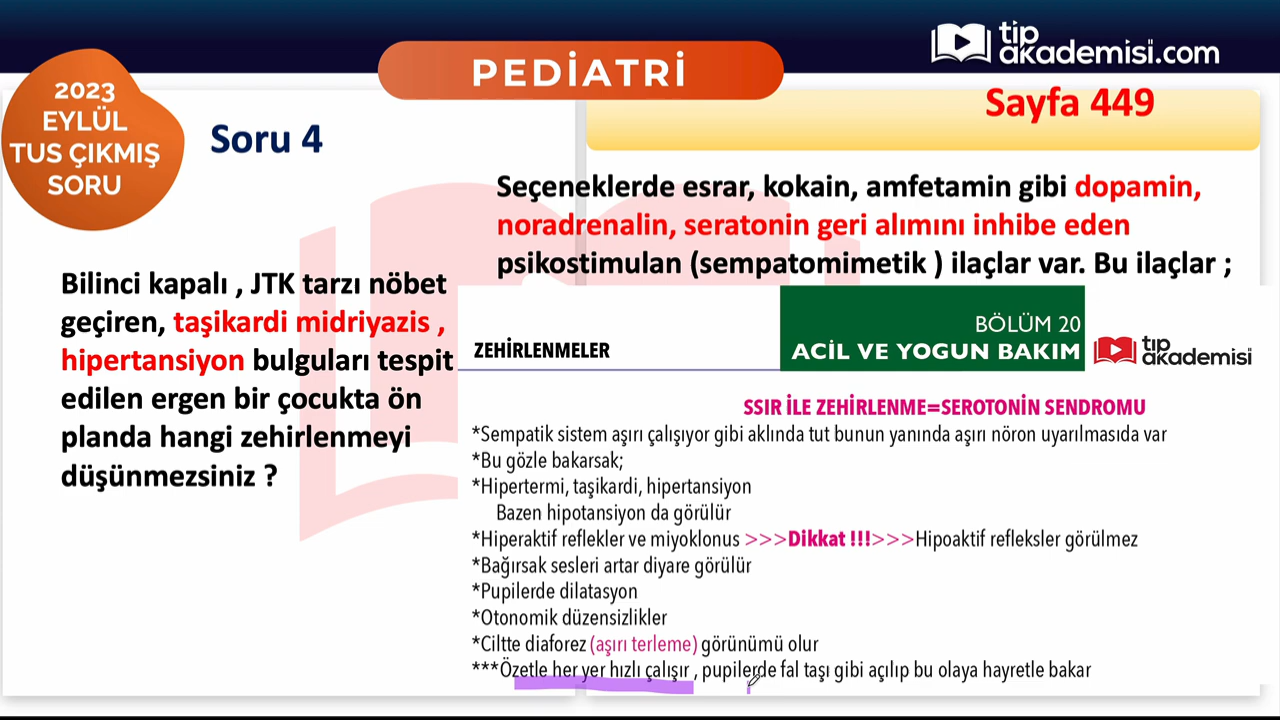 PEDİATRİ
tıp
akademisi.com
2023
EYLÜL
TUS ÇIKMIŞ
SORU
Soru 4
Sayfa 449
Bilinci kapalı , JTK tarzı nöbet
geçiren, taşikardi midriyazis ,
hipertansiyon bulguları tespit
edilen ergen bir çocukta ön
planda hangi zehirlenmeyi
düşünmezsiniz ?
Seçeneklerde esrar, kokain, amfetamin gibi dopamin,
noradrenalin, seratonin geri alımını inhibe eden
psikostimulan (sempatomimetik ) ilaçlar var. Bu ilaçlar ;
ZEHİRLENMELER
BÖLÜM 20
ACİL VE YOGUN BAKIM
tıp
akademisi
SSIR İLE ZEHİRLENME=SEROTONİN SENDROMU
*Sempatik sistem aşırı çalışıyor gibi aklında tut bunun yanında aşırı nöron uyarılmasıda var
*Bu gözle bakarsak;
*Hipertermi, taşikardi, hipertansiyon
Bazen hipotansiyon da görülür
*Hiperaktif reflekler ve miyoklonus >>>Dikkat !!!>>>Hipoaktif refleksler görülmez
*Bağırsak sesleri artar diyare görülür
*Pupilerde dilatasyon
*Otonomik düzensizlikler
*Ciltte diaforez (aşırı terleme) görünümü olur
***Özetle her yer hızlı çalışır , pupilerde fal taşı gibi açılıp bu olaya hayretle bakar